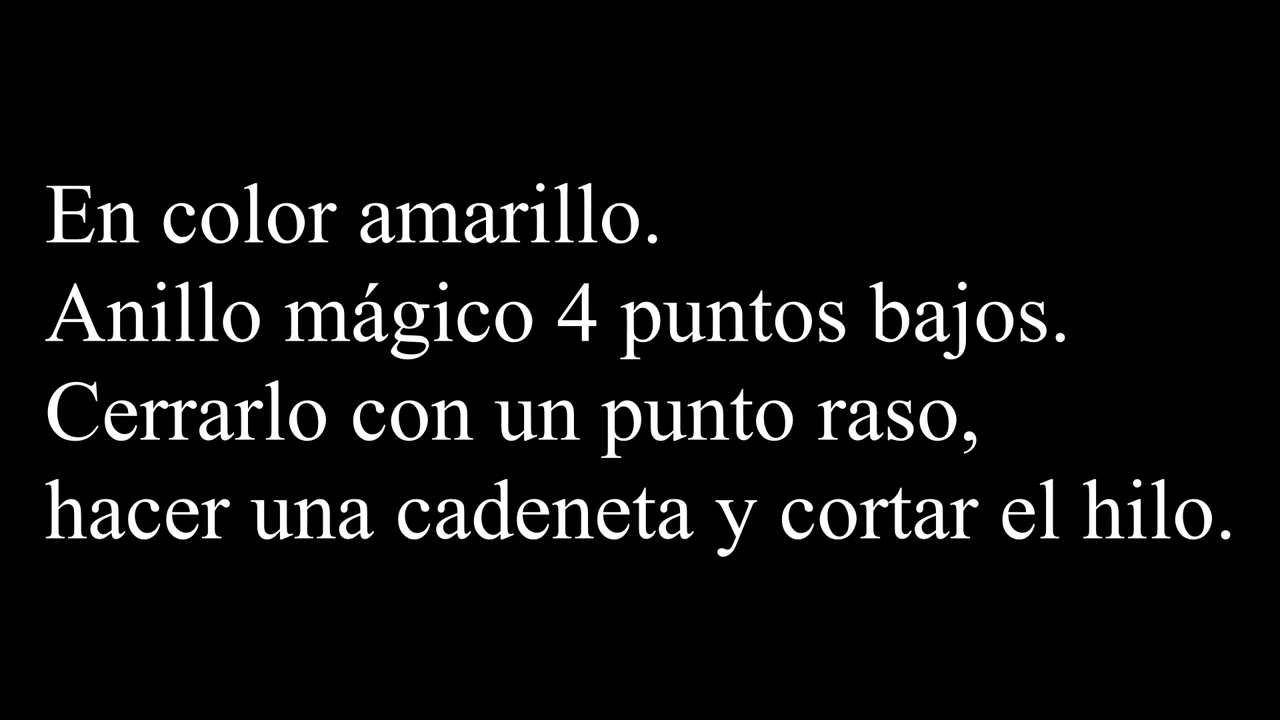 En color amarillo.
Anillo mágico 4 puntos bajos.
Cerrarlo con un punto raso,
hacer una cadeneta y cortar el hilo.